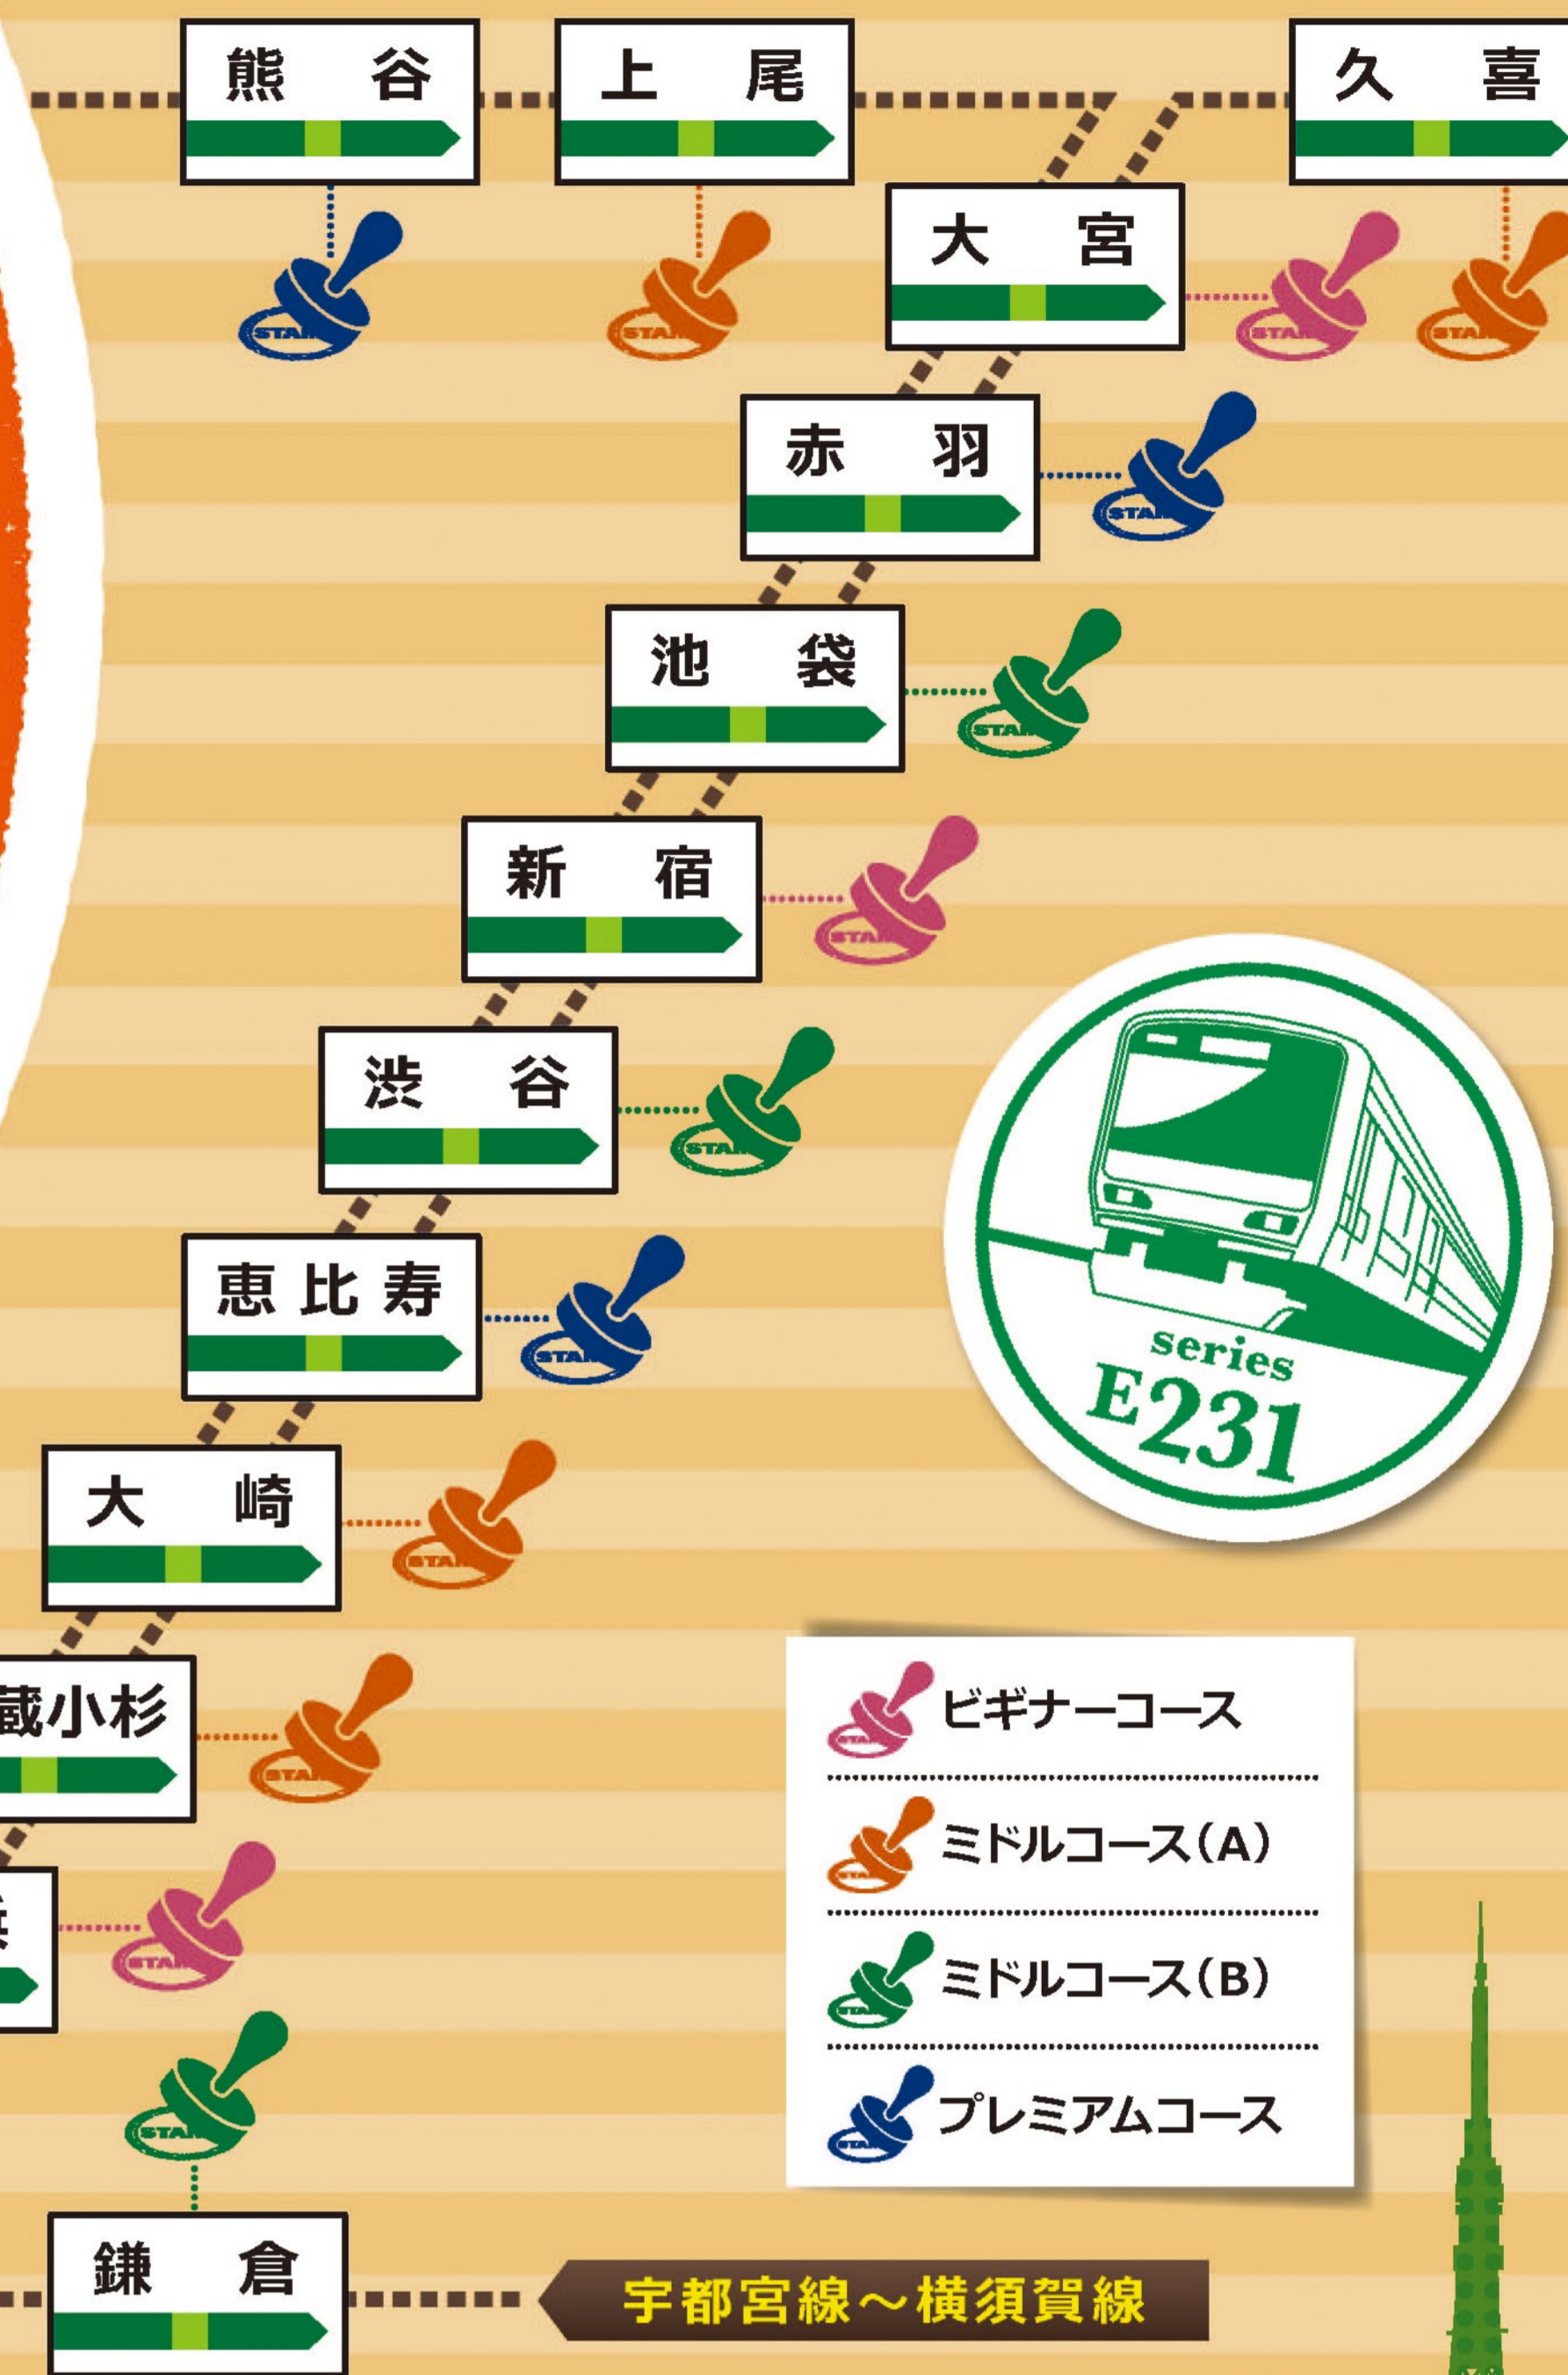 熊谷
上尾
久喜
大宮
赤羽
池袋
新宿
渋谷
恵比寿
series
E231
大崎
蔵小杉
ビギナーコース
ミドルコース(A)
ミドルコース(B)
プレミアムコース
鎌倉
宇都宮線～横須賀線